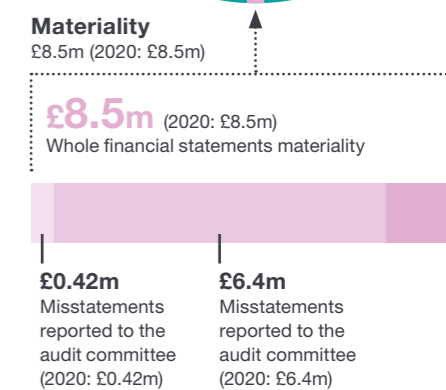 Materiality
£8.5m (2020: £8.5m)
£8.5m (2020: £8.5m)
Whole financial statements materiality
£0.42m
Misstatements
reported to the
audit committee
(2020: £0.42m)
£6.4m
Misstatements
reported to the
audit committee
(2020: £6.4m)